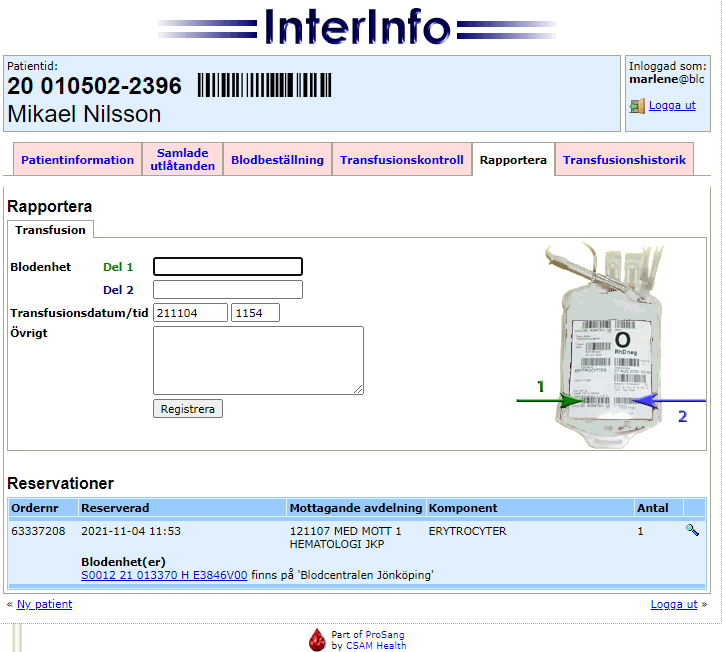 InterInfo
Patientid:
20 010502-2396
Mikael Nilsson
Inloggad som:
marlene@blc
Logga ut
Patientinformation
Samlade
utlåtanden
Blodbeställning
Transfusionskontroll
Rapportera
Transfusionshistorik
Rapportera
Transfusion
Blodenhet Del 1
Del 2
Transfusionsdatum/tid 211104 1154
Övrigt
Registrera
O
RhD neg
ERYTROCYTER
1
2
Reservationer
Ordernr Reserverad Mottagande avdelning Komponent Antal
63337208 2021-11-04 11:53 121107 MED MOTT 1 ERYTROCYTER 1
HEMATOLOGI JKP
Blodenhet(er)
S0012 21 013370 H E3846V00 finns på 'Blodcentralen Jönköping'
« Ny patient
Logga ut »
Part of ProSang
by CSAM Health